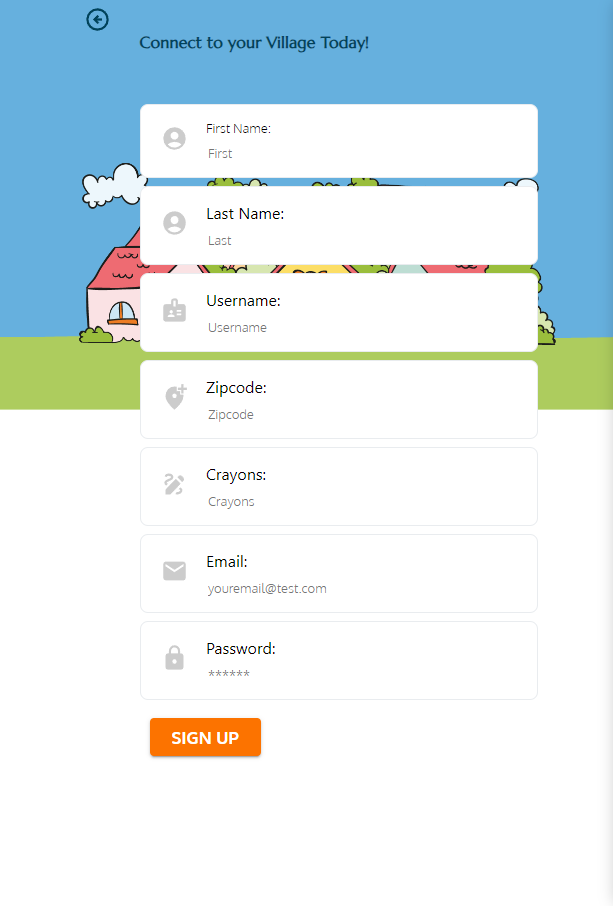 Connect to your Village Today!
First Name:
First
Last Name:
Last
Username:
Username
Zipcode:
Zipcode
Crayons:
Crayons
Email:
youremail@test.com
Password:
******
SIGN UP